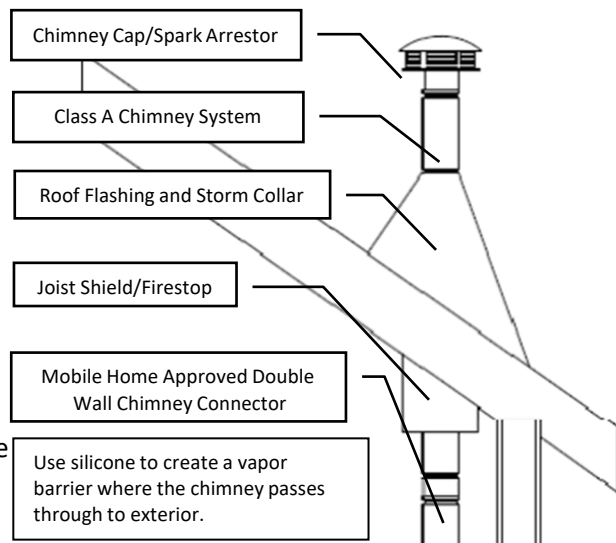 Chimney Cap/Spark Arrestor
Class A Chimney System
Roof Flashing and Storm Collar
Joist Shield/Firestop
Mobile Home Approved Double
Wall Chimney Connector
e
Use silicone to create a vapor
barrier where the chimney passes
through to exterior.